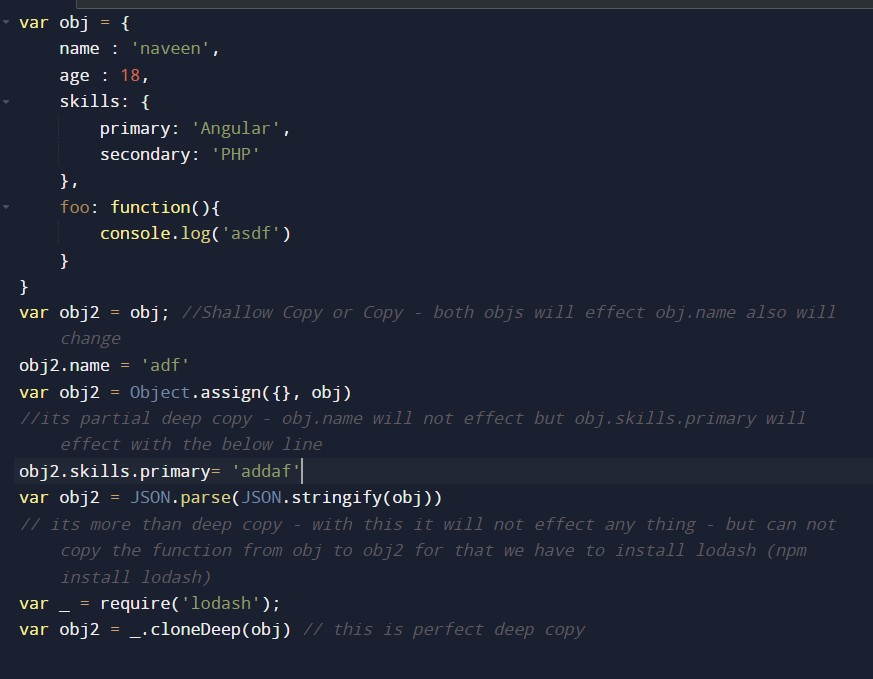 var obj = {
    name : 'naveen',
    age : 18,
    skills: {
        primary: 'Angular',
        secondary: 'PHP'
    },
    foo: function(){
        console.log('asdf')
    }
}
var obj2 = obj; //Shallow Copy or Copy - both objs will effect obj.name also will
    change
obj2.name = 'adf'
var obj2 = Object.assign({}, obj)
//its partial deep copy - obj.name will not effect but obj.skills.primary will
    effect with the below line
obj2.skills.primary= 'addaf'
var obj2 = JSON.parse(JSON.stringify(obj))
// its more than deep copy - with this it will not effect any thing - but can not
    copy the function from obj to obj2 for that we have to install lodash (npm
    install lodash)
var _ = require('lodash');
var obj2 = _.cloneDeep(obj) // this is perfect deep copy